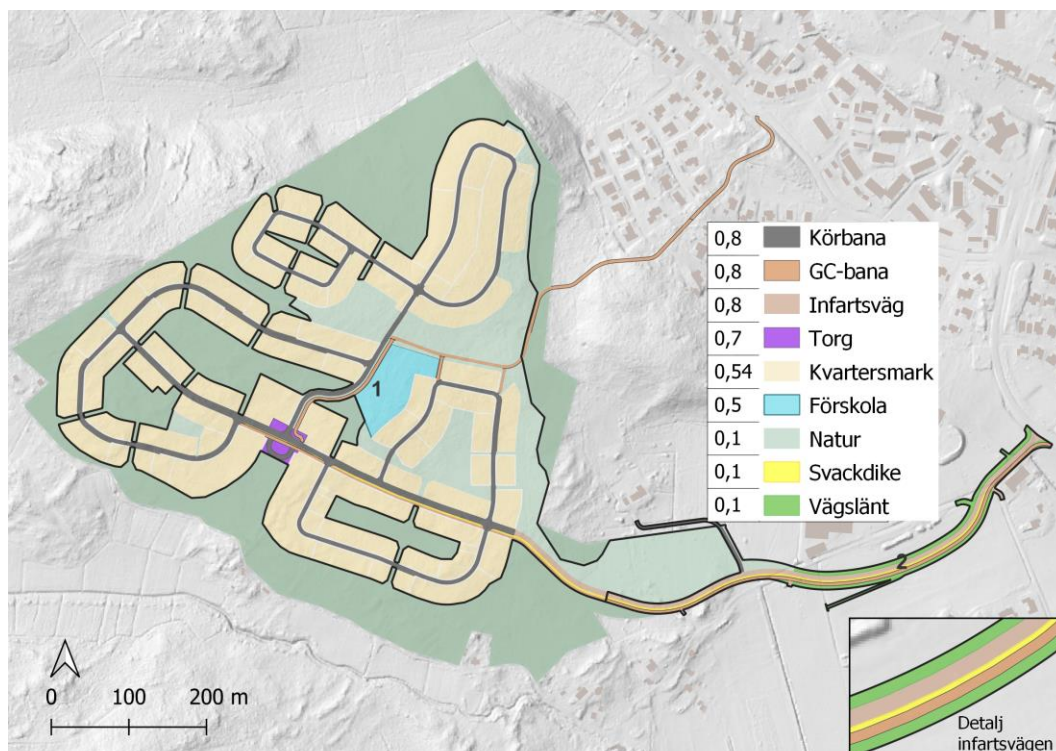 0,8 Körbana
0,8 GC-bana
0,8 Infartsväg
0,7 Torg
0,54 Kvartersmark
0,5 Förskola
0,1 Natur
0,1 Svackdike
0,1 Vägslänt
1
2
0 100 200 m
Detalj
infartsvägen